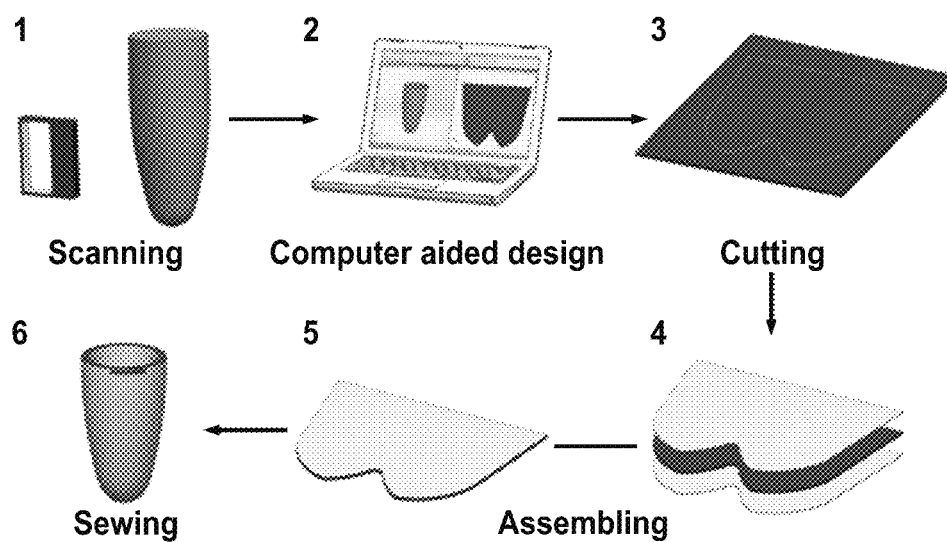 1
2
3
Scanning
Computer aided design
Cutting
6
5
4
Sewing
Assembling